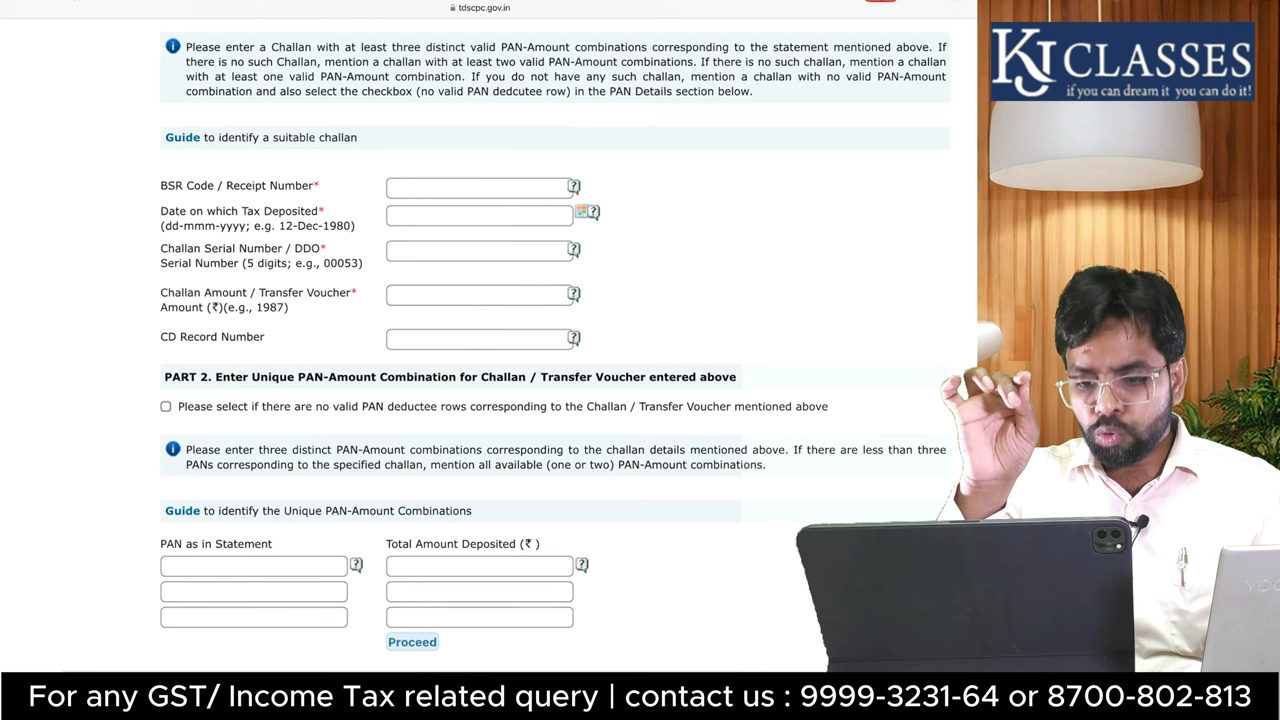 tdscpc.gov.in
Please enter a Challan with at least three distinct valid PAN-Amount combinations corresponding to the statement mentioned above. If
there is no such Challan, mention a challan with at least two valid PAN-Amount combinations. If there is no such challan, mention a challan
with at least one valid PAN-Amount combination. If you do not have any such challan, mention a challan with no valid PAN-Amount
combination and also select the checkbox (no valid PAN dedcutee row) in the PAN Details section below.
Guide to identify a suitable challan
BSR Code / Receipt Number*
Date on which Tax Deposited*
(dd-mmm-yyyy; e.g. 12-Dec-1980)
Challan Serial Number / DDO*
Serial Number (5 digits; e.g., 00053)
Challan Amount / Transfer Voucher*
Amount (₹)(e.g., 1987)
CD Record Number
PART 2. Enter Unique PAN-Amount Combination for Challan / Transfer Voucher entered above
Please select if there are no valid PAN deductee rows corresponding to the Challan / Transfer Voucher mentioned above
Please enter three distinct PAN-Amount combinations corresponding to the challan details mentioned above. If there are less than three
PANs corresponding to the specified challan, mention all available (one or two) PAN-Amount combinations.
Guide to identify the Unique PAN-Amount Combinations
PAN as in Statement
Total Amount Deposited (₹ )
Proceed
KJ CLASSES
if you can dream it you can do it!
For any GST/ Income Tax related query | contact us : 9999-3231-64 or 8700-802-813